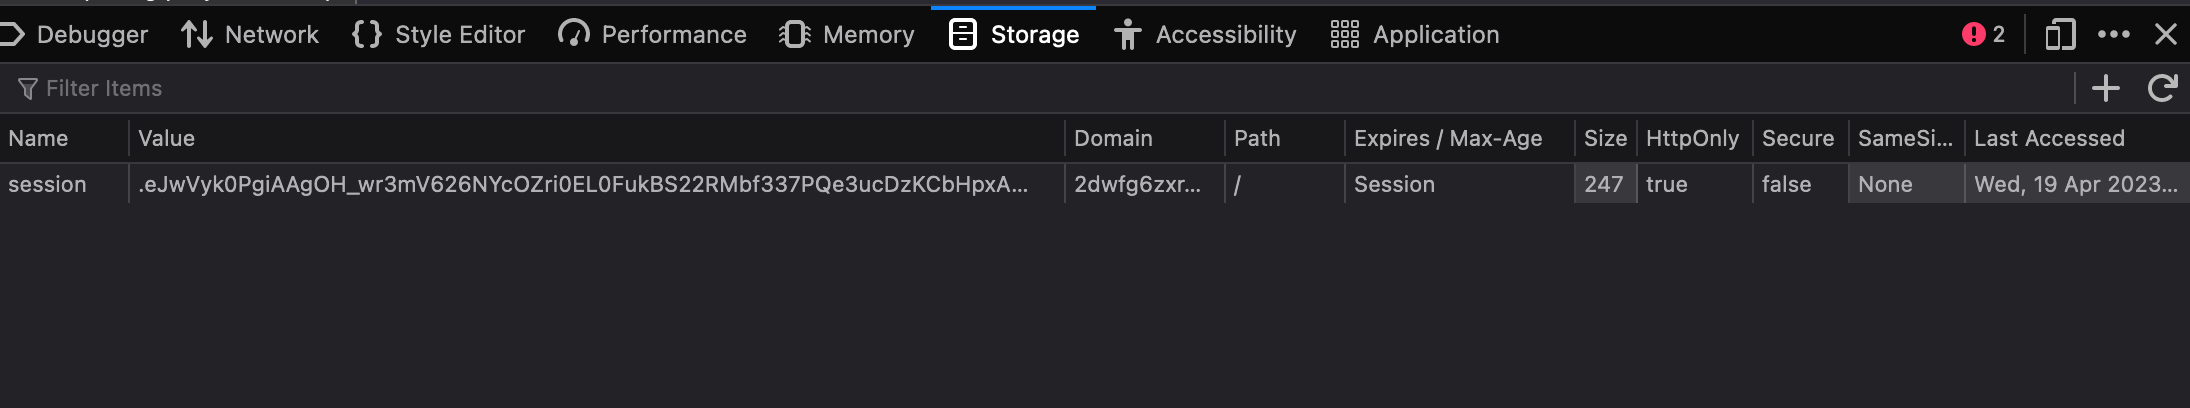 Debugger Network Style Editor Performance Memory Storage Accessibility Application 2
Filter Items
Name Value Domain Path Expires / Max-Age Size HttpOnly Secure SameSi... Last Accessed
session .eJwVyk0PgiAAgOH_wr3mV626NYcOZri0EL0FukBS22RMbf337PQe3ucDzKCbHpxA... 2dwfg6zxr... / Session 247 true false None Wed, 19 Apr 2023...